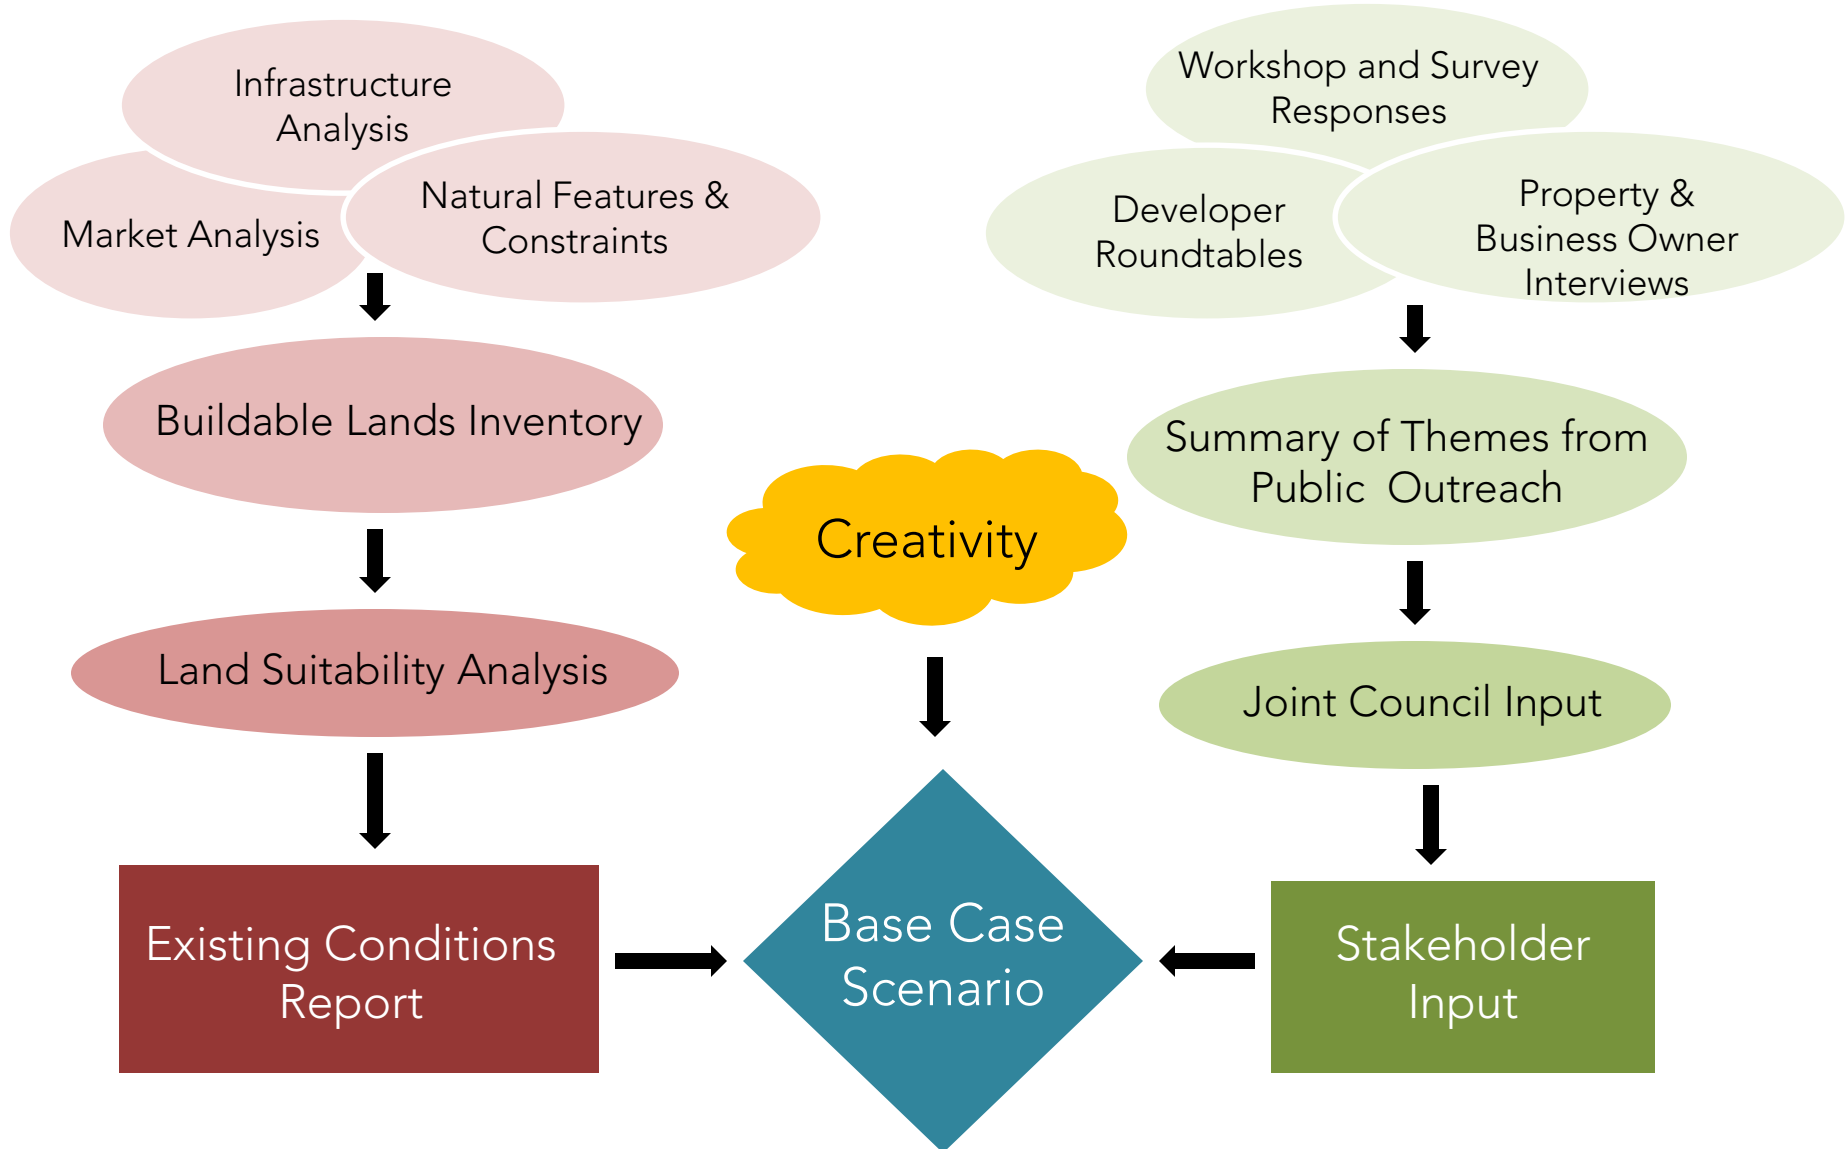 Infrastructure
Analysis
Market Analysis
Natural Features &
Constraints
Buildable Lands Inventory
Land Suitability Analysis
Existing Conditions
Report
Creativity
Base Case
Scenario
Workshop and Survey
Responses
Developer
Roundtables
Property &
Business Owner
Interviews
Summary of Themes from
Public  Outreach
Joint Council Input
Stakeholder
Input